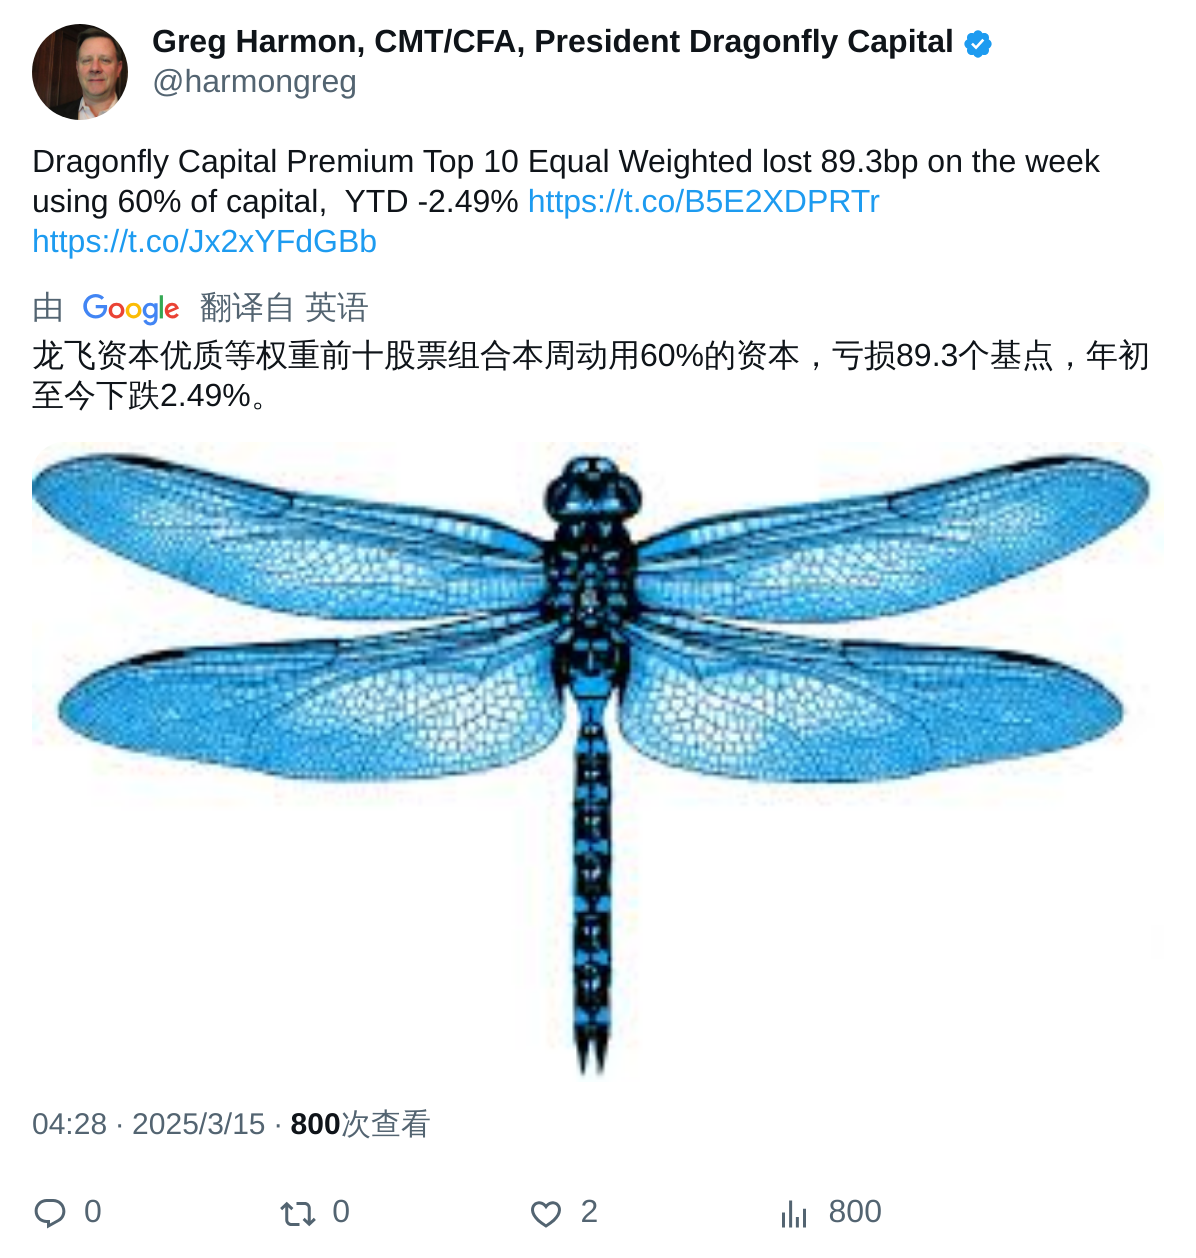 Greg Harmon, CMT/CFA, President Dragonfly Capital
@harmongreg
Dragonfly Capital Premium Top 10 Equal Weighted lost 89.3bp on the week
using 60% of capital,  YTD -2.49% https://t.co/B5E2XDPRTr
https://t.co/Jx2xYFdGBb
由 Google 翻译自 英语
龙飞资本优质等权重前十股票组合本周动用60%的资本，亏损89.3个基点，年初
至今下跌2.49%。
04:28 · 2025/3/15 · 800次查看
0 0 2 800